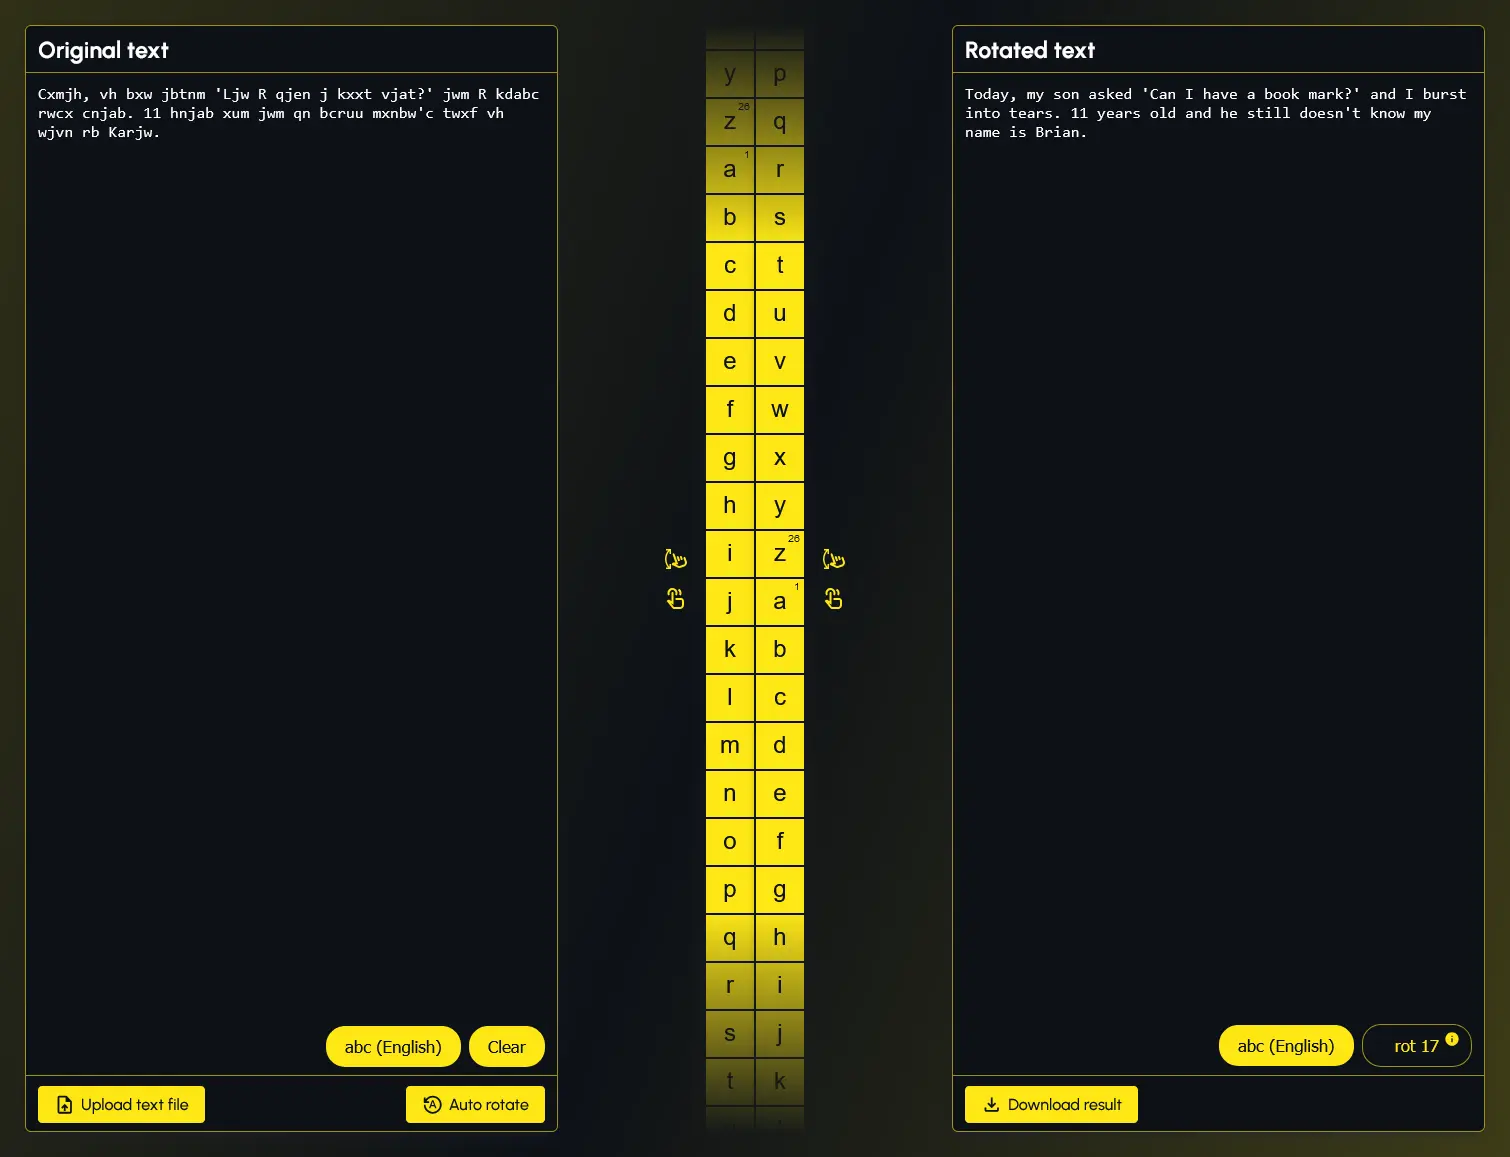 Original text
Cxmjh, vh bxw jbtnm 'Ljw R qjen j kxxt vjat?' jwm R kdabc
rwcx cnjab. 11 hnjab xum jwm qn bcruu mxnbw'c twxf vh
wjvn rb Karjw.
abc (English) Clear
Upload text file Auto rotate
y p
z 26 q
a 1 r
b s
c t
d u
e v
f w
g x
h y
i z 26
j a 1
k b
l c
m d
n e
o f
p g
q h
r i
s j
t k
Rotated text
Today, my son asked 'Can I have a book mark?' and I burst
into tears. 11 years old and he still doesn't know my
name is Brian.
abc (English) rot 17
Download result